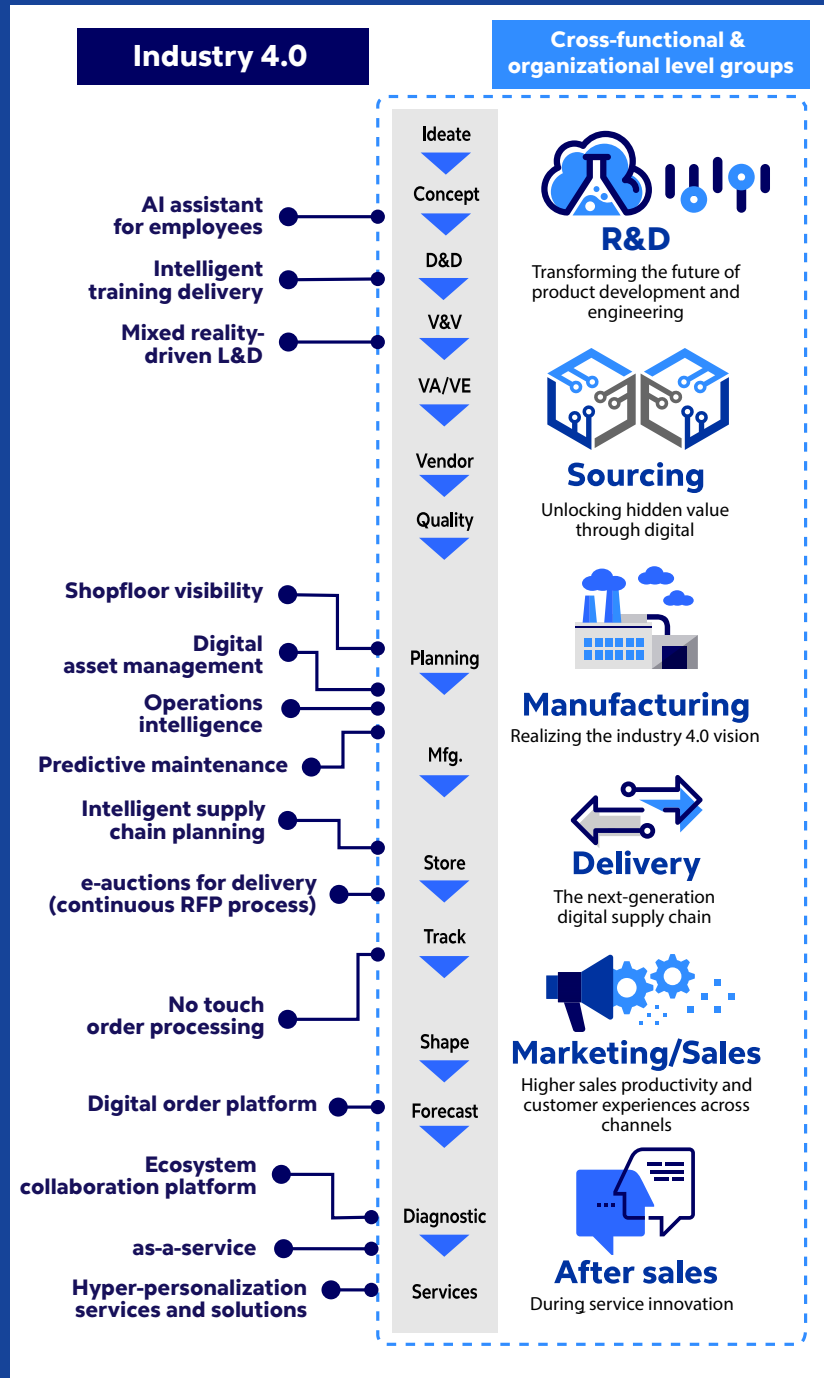 Industry 4.0
Cross-functional &
organizational level groups
AI assistant
for employees
Intelligent
training delivery
Mixed reality-
driven L&D
Shopfloor visibility
Digital
asset management
Operations
intelligence
Predictive maintenance
Intelligent supply
chain planning
e-auctions for delivery
(continuous RFP process)
No touch
order processing
Digital order platform
Ecosystem
collaboration platform
as-a-service
Hyper-personalization
services and solutions
Ideate
Concept
D&D
V&V
VA/VE
Vendor
Quality
Planning
Mfg.
Store
Track
Shape
Forecast
Diagnostic
Services
R&D
Transforming the future of
product development and
engineering
Sourcing
Unlocking hidden value
through digital
Manufacturing
Realizing the industry 4.0 vision
Delivery
The next-generation
digital supply chain
Marketing/Sales
Higher sales productivity and
customer experiences across
channels
After sales
During service innovation